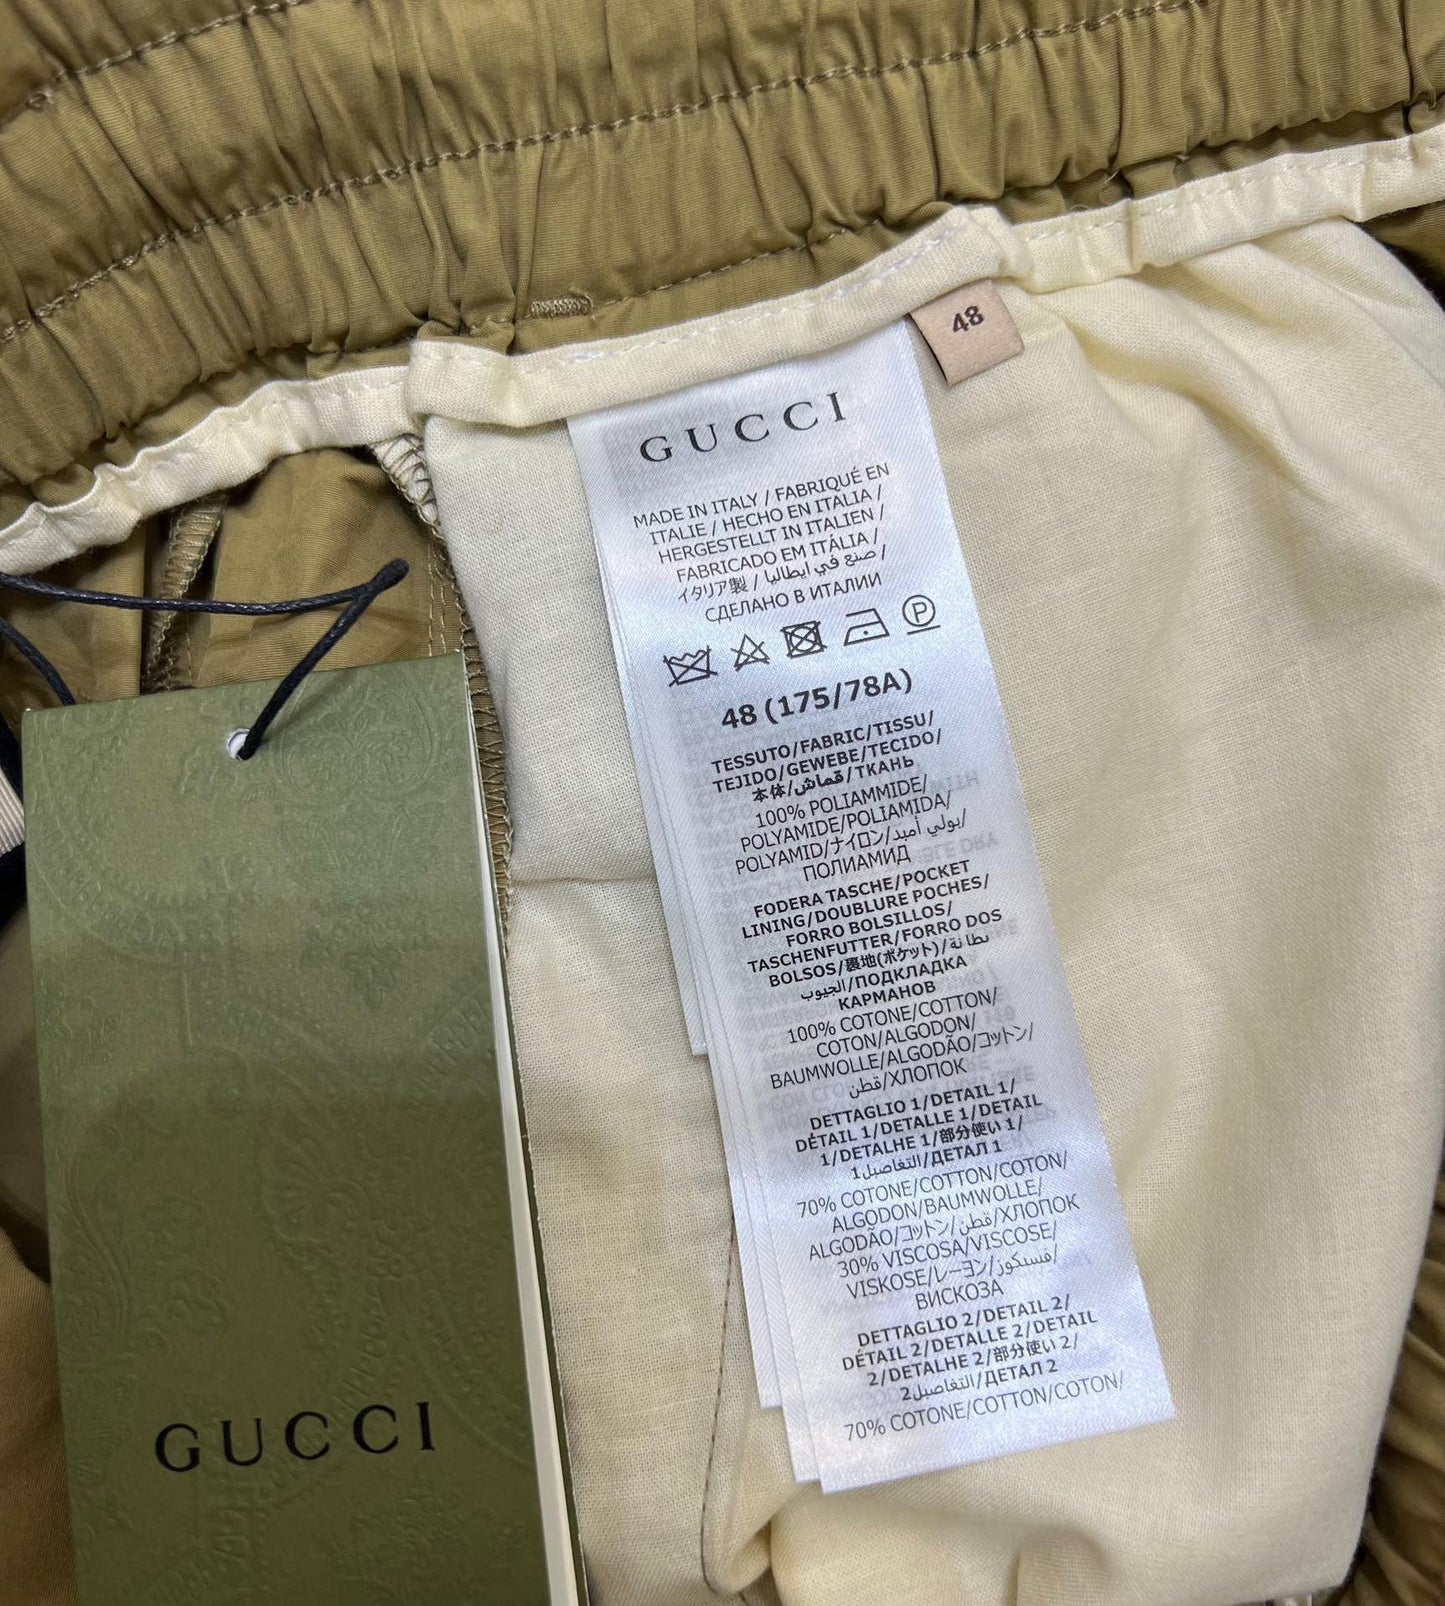 48
GUCCI
MADE IN ITALY / FABRIQUÉ EN
ITALIE / HECHO EN ITALIA /
HERGESTELLT IN ITALIEN /
FABRICADO EM ITÁLIA /
イタリア製 / صنع في ايطاليا /
СДЕЛАНО В ИТАЛИИ
P
48 (175/78A)
TESSUTO/FABRIC/TISSU/
TEJIDO/GEWEBE/TECIDO/
本体/قماش/ТКАНЬ
100% POLIAMMIDE/
POLYAMIDE/POLIAMIDA/
POLYAMID/ナイロン/بولي أميد/
ПОЛИАМИД
FODERA TASCHE/POCKET
LINING/DOUBLURE POCHES/
FORRO BOLSILLOS/
TASCHENFUTTER/FORRO DOS
BOLSOS/裏地(ポケット)/بطانة
الجيوب/ПОДКЛАДКА
КАРМАНОВ
100% COTONE/COTTON/
COTON/ALGODON/
BAUMWOLLE/ALGODÃO/コットン/
قطن/ХЛОПОК
DETTAGLIO 1/DETAIL 1/
DÉTAIL 1/DETALLE 1/DETAIL
1/DETALHE 1/部分使い 1/
التفاصيل1/ДЕТАЛ 1
70% COTONE/COTTON/COTON/
ALGODON/BAUMWOLLE/
ALGODÃO/コットン/قطن/ХЛОПОК
30% VISCOSA/VISCOSE/
VISKOSE/レーヨン/فسكوز/
ВИСКОЗА
DETTAGLIO 2/DETAIL 2/
DÉTAIL 2/DETALLE 2/DETAIL
2/DETALHE 2/部分使い 2/
التفاصيل2/ДЕТАЛ 2
70% COTONE/COTTON/COTON/
GUCCI